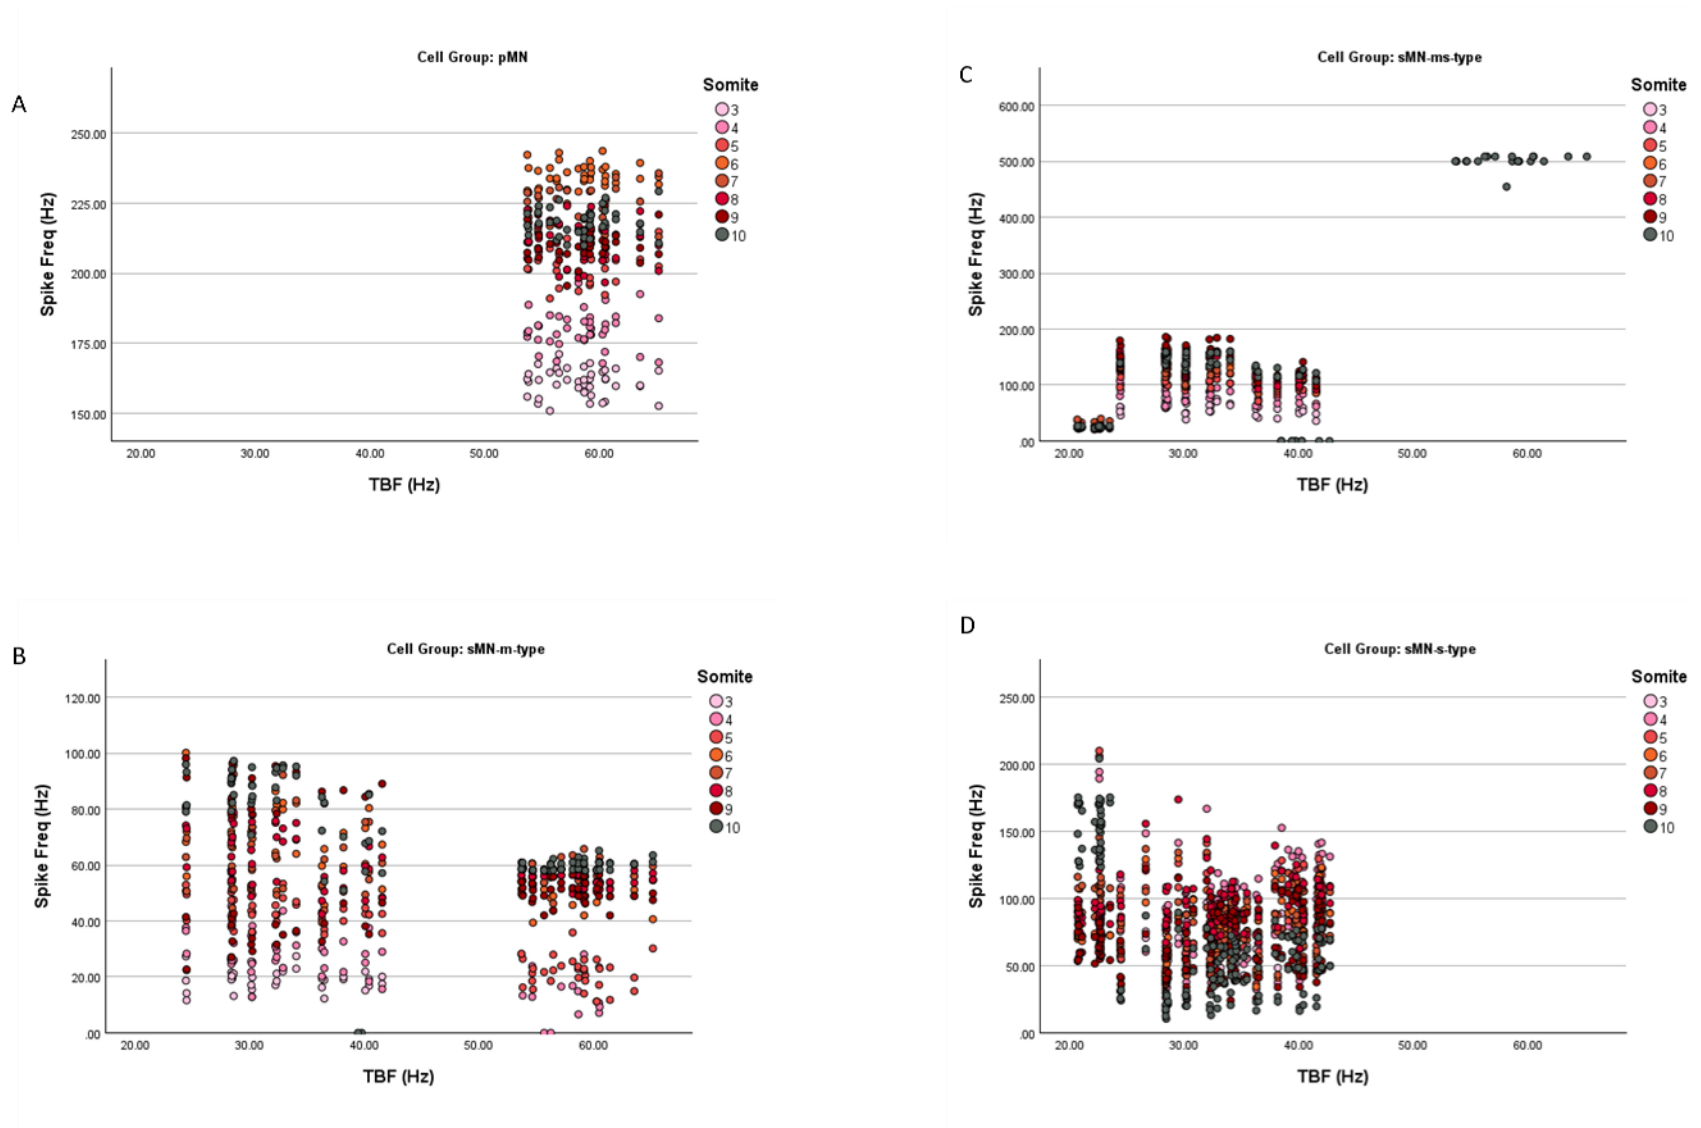 A
Cell Group: pMN
Somite
3
4
5
6
7
8
9
10
250.00
225.00
200.00
175.00
150.00
Spike Freq (Hz)
20.00 30.00 40.00 50.00 60.00
TBF (Hz)
C
Cell Group: sMN-ms-type
Somite
3
4
5
6
7
8
9
10
600.00
500.00
400.00
300.00
200.00
100.00
.00
Spike Freq (Hz)
20.00 30.00 40.00 50.00 60.00
TBF (Hz)
B
Cell Group: sMN-m-type
Somite
3
4
5
6
7
8
9
10
120.00
100.00
80.00
60.00
40.00
20.00
.00
Spike Freq (Hz)
20.00 30.00 40.00 50.00 60.00
TBF (Hz)
D
Cell Group: sMN-s-type
Somite
3
4
5
6
7
8
9
10
250.00
200.00
150.00
100.00
50.00
.00
Spike Freq (Hz)
20.00 30.00 40.00 50.00 60.00
TBF (Hz)